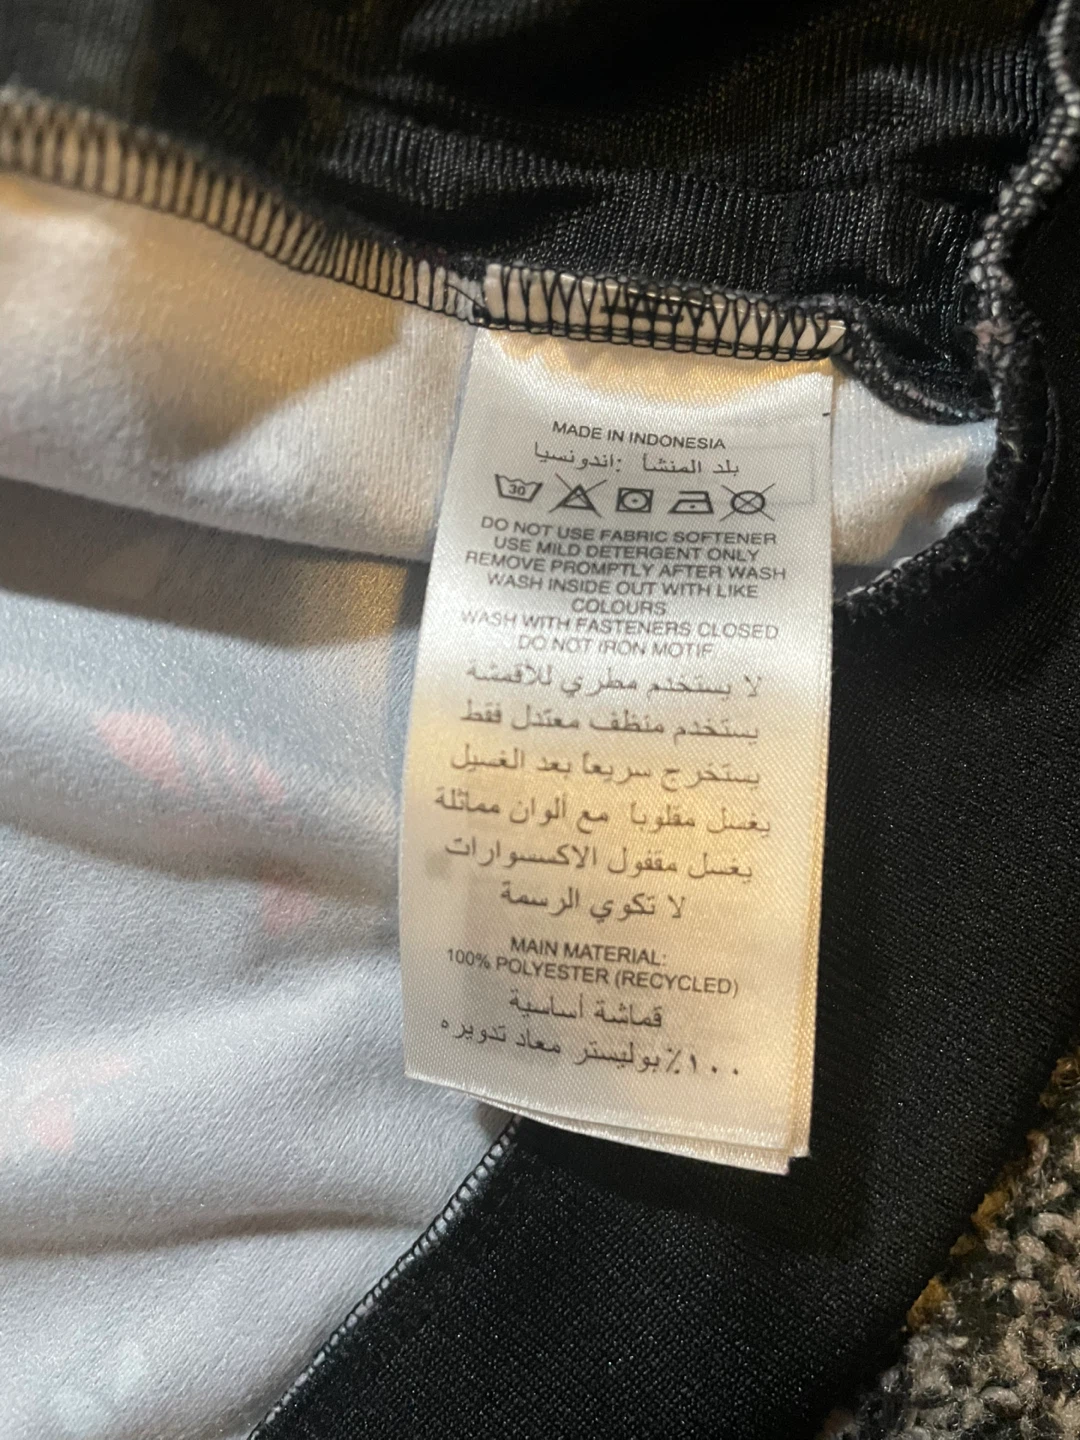 MADE IN INDONESIA
بلد المنشأ :اندونسيا
30
DO NOT USE FABRIC SOFTENER
USE MILD DETERGENT ONLY
REMOVE PROMPTLY AFTER WASH
WASH INSIDE OUT WITH LIKE
COLOURS
WASH WITH FASTENERS CLOSED
DO NOT IRON MOTIF
لا يستخدم مطري للأقمشة
يستخدم منظف معتدل فقط
يستخرج سريعاً بعد الغسيل
يغسل مقلوباً مع ألوان مماثلة
يغسل مقفول الاكسسوارات
لا تكوي الرسمة
MAIN MATERIAL:
100% POLYESTER (RECYCLED)
قماشة أساسية
١٠٠٪ بوليستر معاد تدويره